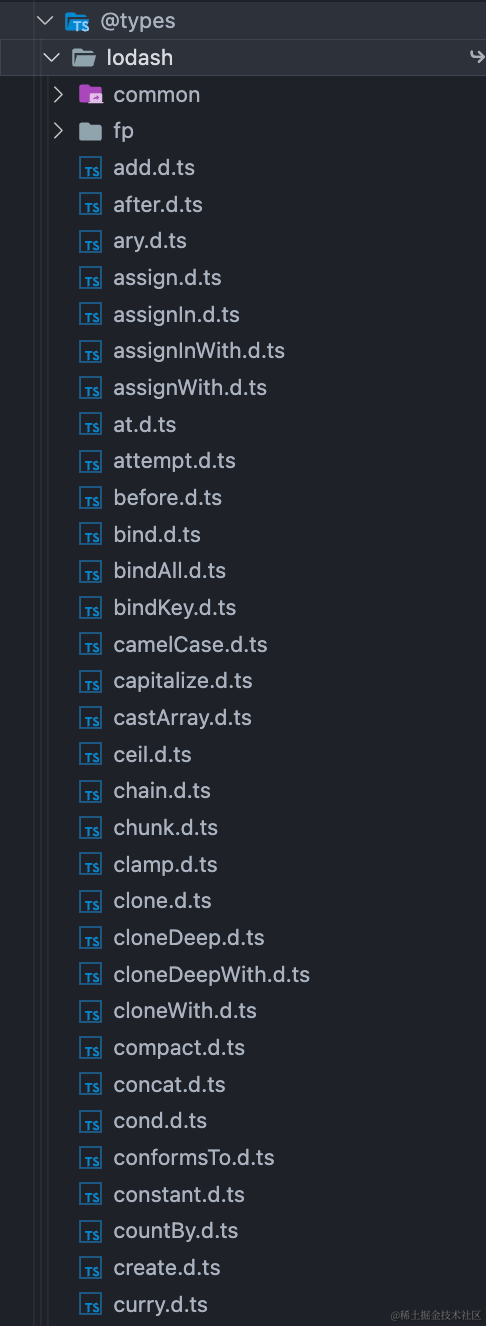 @types
lodash
common
fp
add.d.ts
after.d.ts
ary.d.ts
assign.d.ts
assignIn.d.ts
assignInWith.d.ts
assignWith.d.ts
at.d.ts
attempt.d.ts
before.d.ts
bind.d.ts
bindAll.d.ts
bindKey.d.ts
camelCase.d.ts
capitalize.d.ts
castArray.d.ts
ceil.d.ts
chain.d.ts
chunk.d.ts
clamp.d.ts
clone.d.ts
cloneDeep.d.ts
cloneDeepWith.d.ts
cloneWith.d.ts
compact.d.ts
concat.d.ts
cond.d.ts
conformsTo.d.ts
constant.d.ts
countBy.d.ts
create.d.ts
curry.d.ts
@稀土掘金技术社区